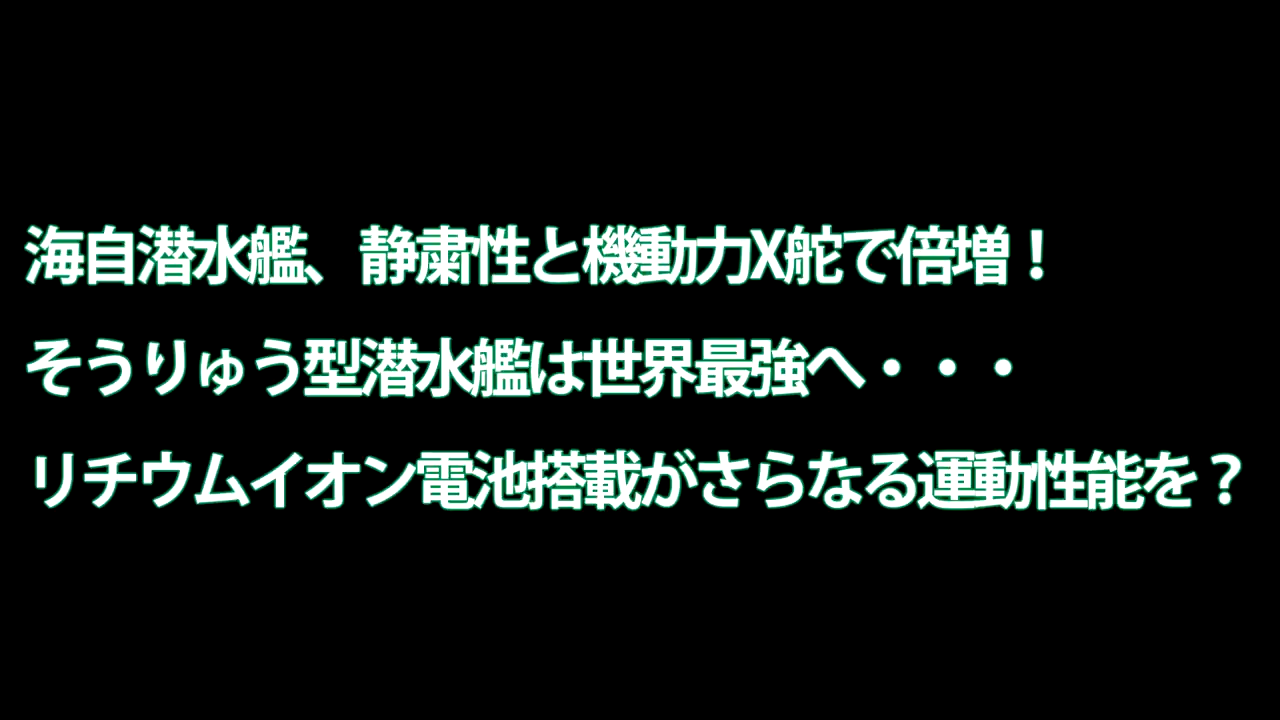 海自潜水艦、静粛性と機動力X舵で倍増！
そうりゅう型潜水艦は世界最強へ・・・
リチウムイオン電池搭載がさらなる運動性能を？